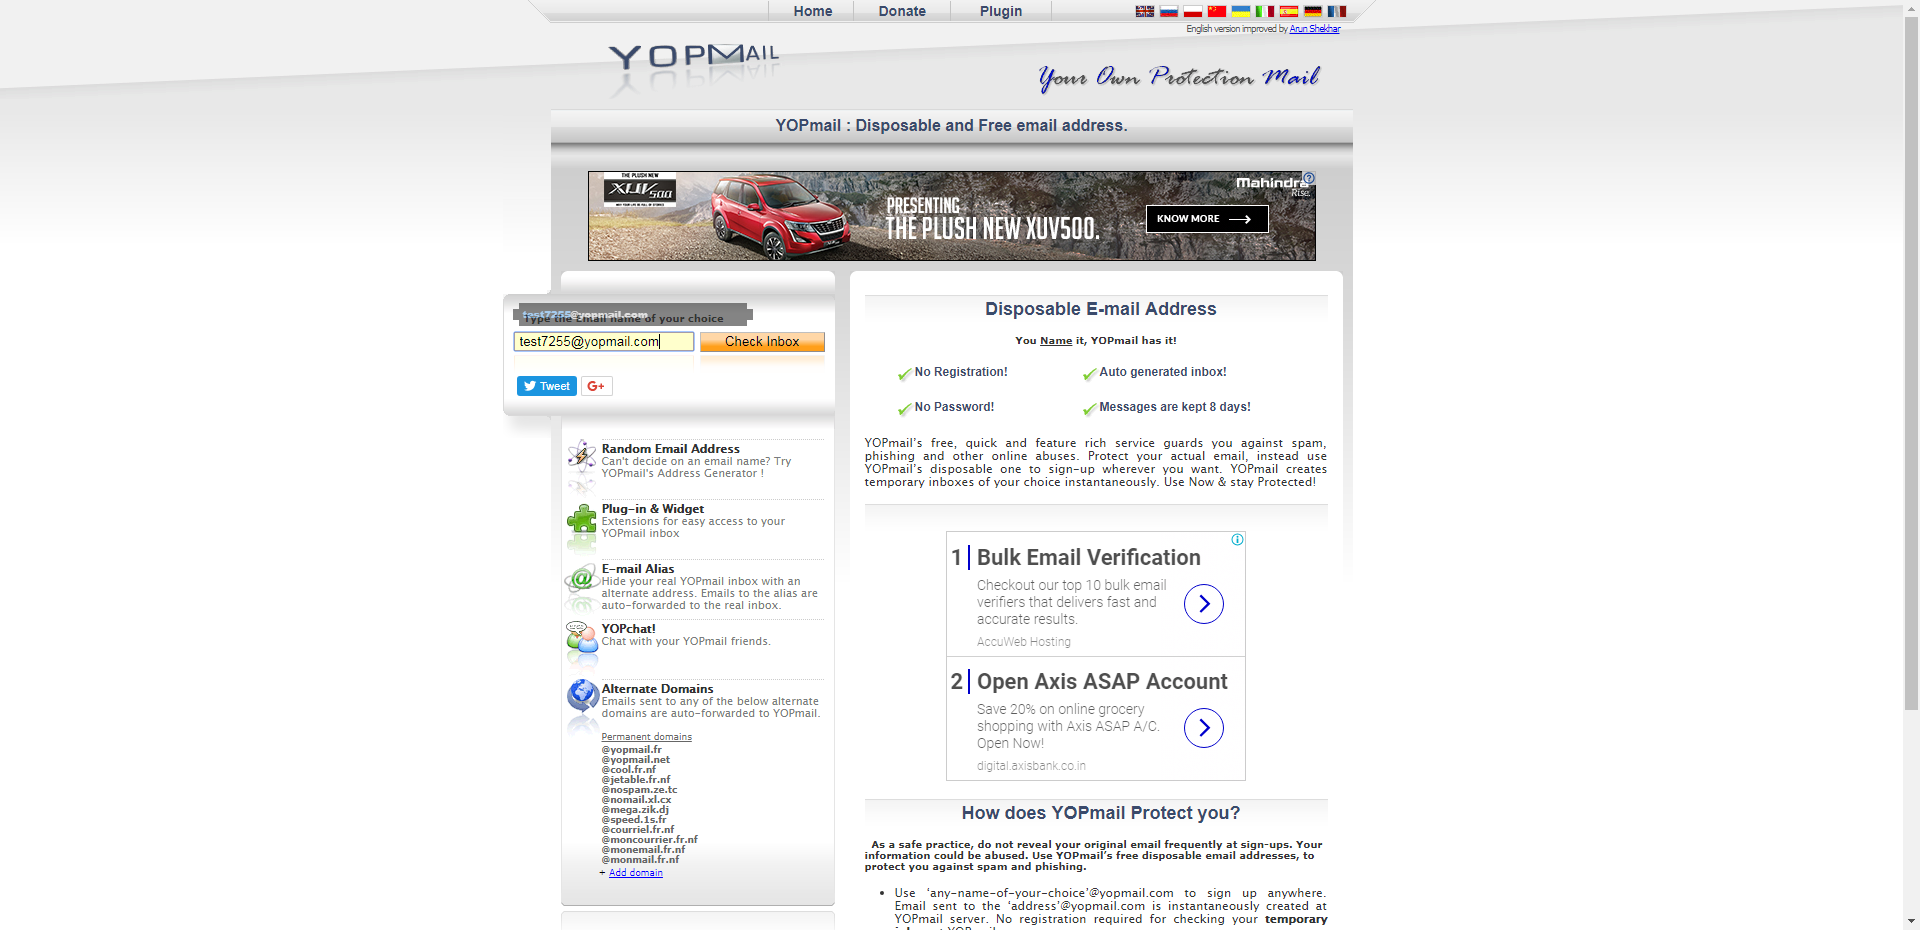 Home Donate Plugin
English version improved by Arun Shekhar
YOPMAIL
Your Own Protection Mail
YOPmail : Disposable and Free email address.
THE PLUSH NEW
XUV500
PRESENTING
THE PLUSH NEW XUV500.
Mahindra
Rise.
KNOW MORE
test7255@yopmail.com
Type the Email name of your choice
test7255@yopmail.com
Check Inbox
Tweet
G+
Random Email Address
Can't decide on an email name? Try
YOPmail's Address Generator !
Plug-in & Widget
Extensions for easy access to your
YOPmail inbox
E-mail Alias
Hide your real YOPmail inbox with an
alternate address. Emails to the alias are
auto-forwarded to the real inbox.
YOPchat!
Chat with your YOPmail friends.
Alternate Domains
Emails sent to any of the below alternate
domains are auto-forwarded to YOPmail.
Permanent domains
@yopmail.fr
@yopmail.net
@cool.fr.nf
@jetable.fr.nf
@nospam.ze.tc
@nomail.xl.cx
@mega.zik.dj
@speed.1s.fr
@courriel.fr.nf
@moncourrier.fr.nf
@monemail.fr.nf
@monmail.fr.nf
+ Add domain
Disposable E-mail Address
You Name it, YOPmail has it!
No Registration!
Auto generated inbox!
No Password!
Messages are kept 8 days!
YOPmail's free, quick and feature rich service guards you against spam,
phishing and other online abuses. Protect your actual email, instead use
YOPmail's disposable one to sign-up wherever you want. YOPmail creates
temporary inboxes of your choice instantaneously. Use Now & stay Protected!
1 Bulk Email Verification
Checkout our top 10 bulk email
verifiers that delivers fast and
accurate results.
AccuWeb Hosting
2 Open Axis ASAP Account
Save 20% on online grocery
shopping with Axis ASAP A/C.
Open Now!
digital.axisbank.co.in
How does YOPmail Protect you?
As a safe practice, do not reveal your original email frequently at sign-ups. Your
information could be abused. Use YOPmail's free disposable email addresses, to
protect you against spam and phishing.
• Use ‘any-name-of-your-choice’@yopmail.com to sign up anywhere.
Email sent to the ‘address’@yopmail.com is instantaneously created at
YOPmail server. No registration required for checking your temporary